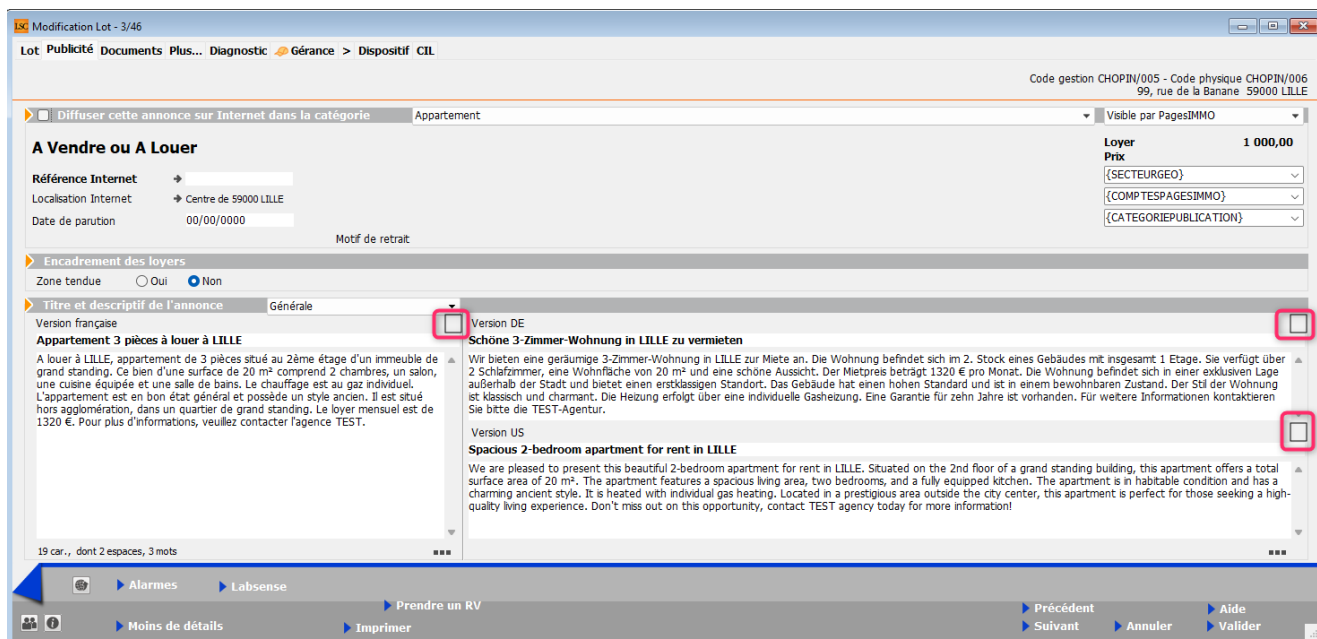 LSC Modification Lot - 3/46
Lot Publicité Documents Plus... Diagnostic Gérance > Dispositif CIL
Code gestion CHOPIN/005 - Code physique CHOPIN/006
99, rue de la Banane 59000 LILLE
Diffuser cette annonce sur Internet dans la catégorie Appartement Visible par PagesIMMO
A Vendre ou A Louer
Loyer 1 000,00
Prix
Référence Internet
{SECTEURGEO}
Localisation Internet Centre de 59000 LILLE
{COMPTESPAGESIMMO}
Date de parution 00/00/0000
{CATEGORIEPUBLICATION}
Motif de retrait
Encadrement des loyers
Zone tendue Oui Non
Titre et descriptif de l'annonce Générale
Version française
Appartement 3 pièces à louer à LILLE
A louer à LILLE, appartement de 3 pièces situé au 2ème étage d'un immeuble de
grand standing. Ce bien d'une surface de 20 m² comprend 2 chambres, un salon,
une cuisine équipée et une salle de bains. Le chauffage est au gaz individuel.
L'appartement est en bon état général et possède un style ancien. Il est situé
hors agglomération, dans un quartier de grand standing. Le loyer mensuel est de
1320 €. Pour plus d'informations, veuillez contacter l'agence TEST.
19 car., dont 2 espaces, 3 mots
Version DE
Schöne 3-Zimmer-Wohnung in LILLE zu vermieten
Wir bieten eine geräumige 3-Zimmer-Wohnung in LILLE zur Miete an. Die Wohnung befindet sich im 2. Stock eines Gebäudes mit insgesamt 1 Etage. Sie verfügt über
2 Schlafzimmer, eine Wohnfläche von 20 m² und eine schöne Aussicht. Der Mietpreis beträgt 1320 € pro Monat. Die Wohnung befindet sich in einer exklusiven Lage
außerhalb der Stadt und bietet einen erstklassigen Standort. Das Gebäude hat einen hohen Standard und ist in einem bewohnbaren Zustand. Der Stil der Wohnung
ist klassisch und charmant. Die Heizung erfolgt über eine individuelle Gasheizung. Eine Garantie für zehn Jahre ist vorhanden. Für weitere Informationen kontaktieren
Sie bitte die TEST-Agentur.
Version US
Spacious 2-bedroom apartment for rent in LILLE
We are pleased to present this beautiful 2-bedroom apartment for rent in LILLE. Situated on the 2nd floor of a grand standing building, this apartment offers a total
surface area of 20 m². The apartment features a spacious living area, two bedrooms, and a fully equipped kitchen. The apartment is in habitable condition and has a
charming ancient style. It is heated with individual gas heating. Located in a prestigious area outside the city center, this apartment is perfect for those seeking a high-
quality living experience. Don't miss out on this opportunity, contact TEST agency today for more information!
Alarmes Labsense
Prendre un RV Précédent Aide
Moins de détails Imprimer Suivant Annuler Valider